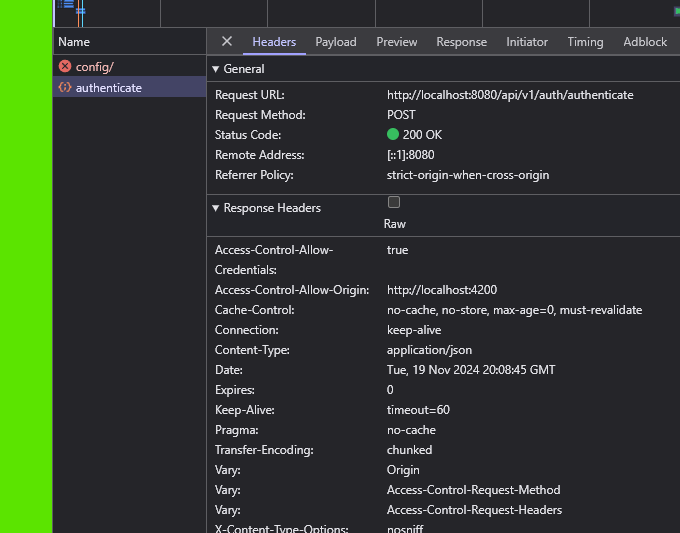 Name
Headers Payload Preview Response Initiator Timing Adblock
config/
authenticate
General
Request URL: http://localhost:8080/api/v1/auth/authenticate
Request Method: POST
Status Code: 200 OK
Remote Address: [::1]:8080
Referrer Policy: strict-origin-when-cross-origin
Response Headers
Raw
Access-Control-Allow- true
Credentials:
Access-Control-Allow-Origin: http://localhost:4200
Cache-Control: no-cache, no-store, max-age=0, must-revalidate
Connection: keep-alive
Content-Type: application/json
Date: Tue, 19 Nov 2024 20:08:45 GMT
Expires: 0
Keep-Alive: timeout=60
Pragma: no-cache
Transfer-Encoding: chunked
Vary: Origin
Vary: Access-Control-Request-Method
Vary: Access-Control-Request-Headers
X-Content-Type-Options: nosniff